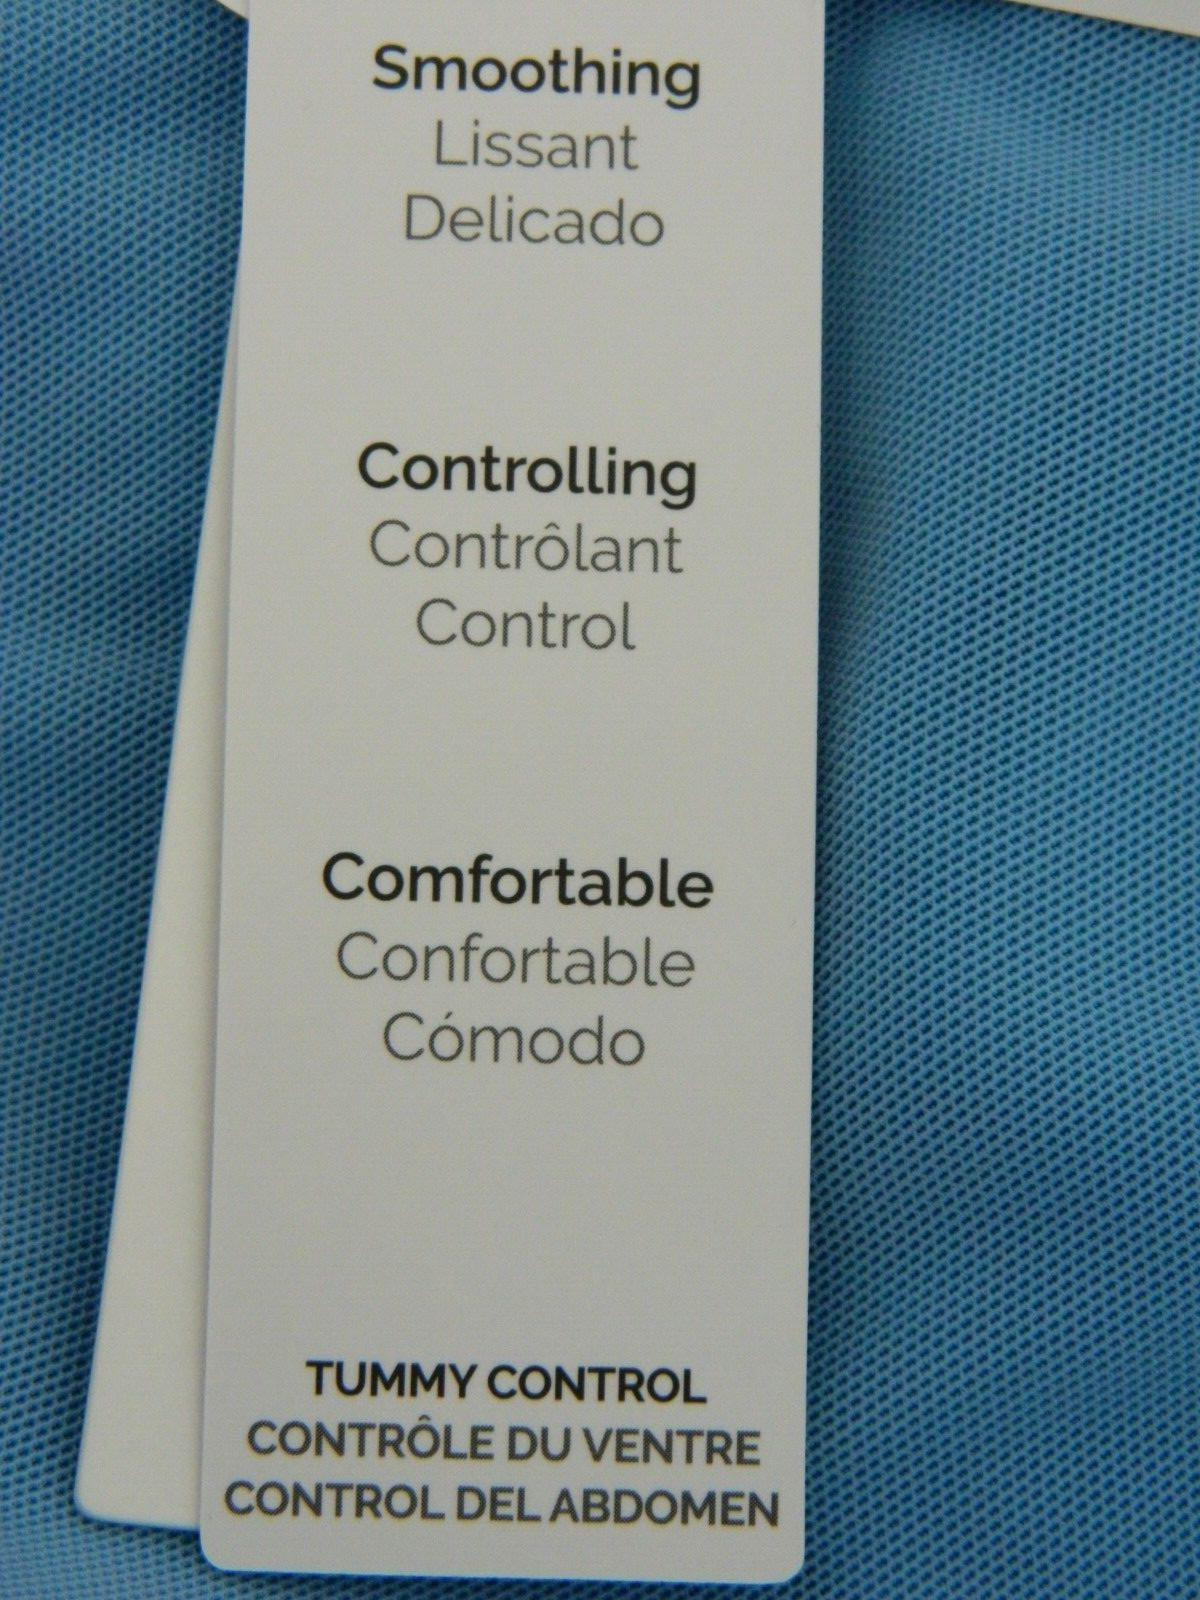 Smoothing
Lissant
Delicado
Controlling
Contrôlant
Control
Comfortable
Confortable
Cómodo
TUMMY CONTROL
CONTRÔLE DU VENTRE
CONTROL DEL ABDOMEN